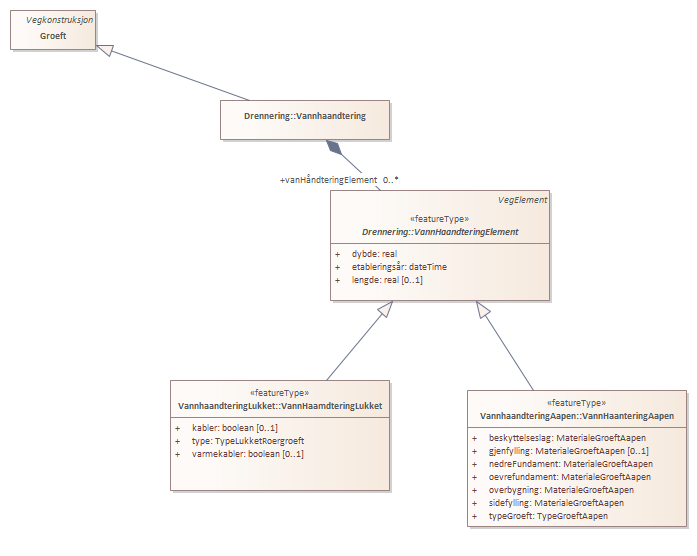 Vegkonstruksjon
Groeft
Drennering::Vannhaandtering
+vanHåndteringElement 0..*
VegElement
«featureType»
Drennering::VannHaandteringElement
+ dybde: real
+ etableringsår: dateTime
+ lengde: real [0..1]
«featureType»
VannhaandteringLukket::VannHaamdteringLukket
+ kabler: boolean [0..1]
+ type: TypeLukketRoergroeft
+ varmekabler: boolean [0..1]
«featureType»
VannhaandteringAapen::VannHaanteringAapen
+ beskyttelseslag: MaterialeGroeftAapen
+ gjenfylling: MaterialeGroeftAapen [0..1]
+ nedreFundament: MaterialeGroeftAapen
+ oevrefundament: MaterialeGroeftAapen
+ overbygning: MaterialeGroeftAapen
+ sidefylling: MaterialeGroeftAapen
+ typeGroeft: TypeGroeftAapen